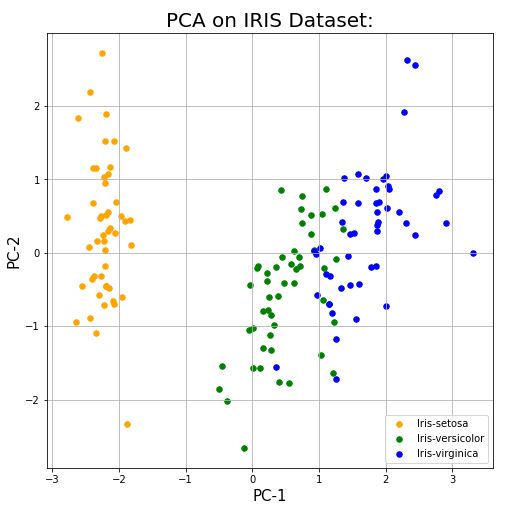 PCA on IRIS Dataset:
PC-2
2
1
0
−1
−2
−3
−2
−1
0
1
2
3
PC-1
Iris-setosa
Iris-versicolor
Iris-virginica